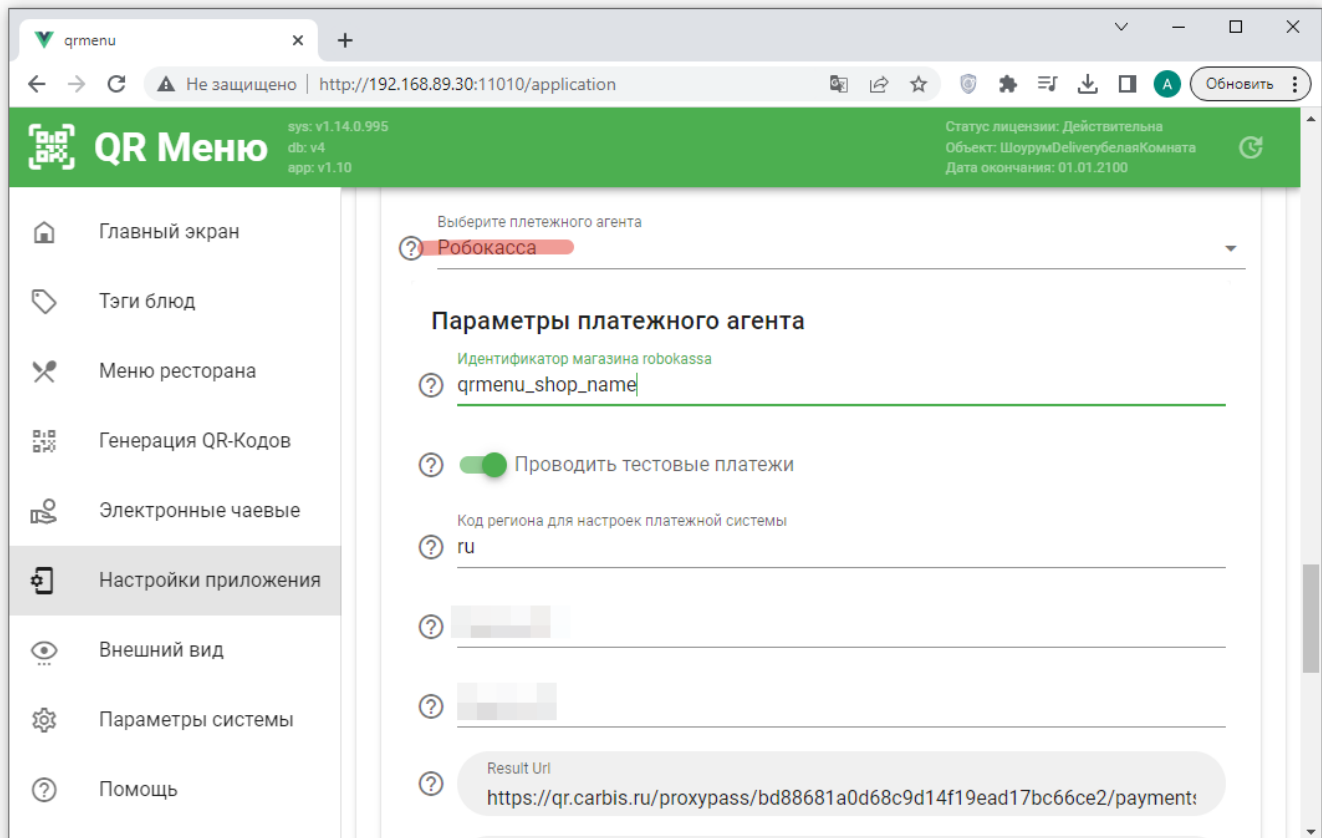 qrmenu
Не защищено
http://192.168.89.30:11010/application
A
Обновить
QR Меню
sys: v1.14.0.995
db: v4
app: v1.10
Статус лицензии: Действительна
Объект: ШоурумDeliveryбелаяКомната
Дата окончания: 01.01.2100
Главный экран
Тэги блюд
Меню ресторана
Генерация QR-Кодов
Электронные чаевые
Настройки приложения
Внешний вид
Параметры системы
Помощь
Выберите плетежного агента
Робокасса
Параметры платежного агента
Идентификатор магазина robokassa
qrmenu_shop_name
Проводить тестовые платежи
Код региона для настроек платежной системы
ru
Result Url
https://qr.carbis.ru/proxypass/bd88681a0d68c9d14f19ead17bc66ce2/payments